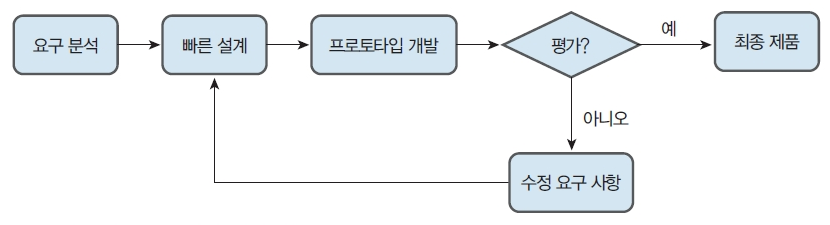 요구 분석
빠른 설계
프로토타입 개발
평가?
예
최종 제품
아니오
수정 요구 사항